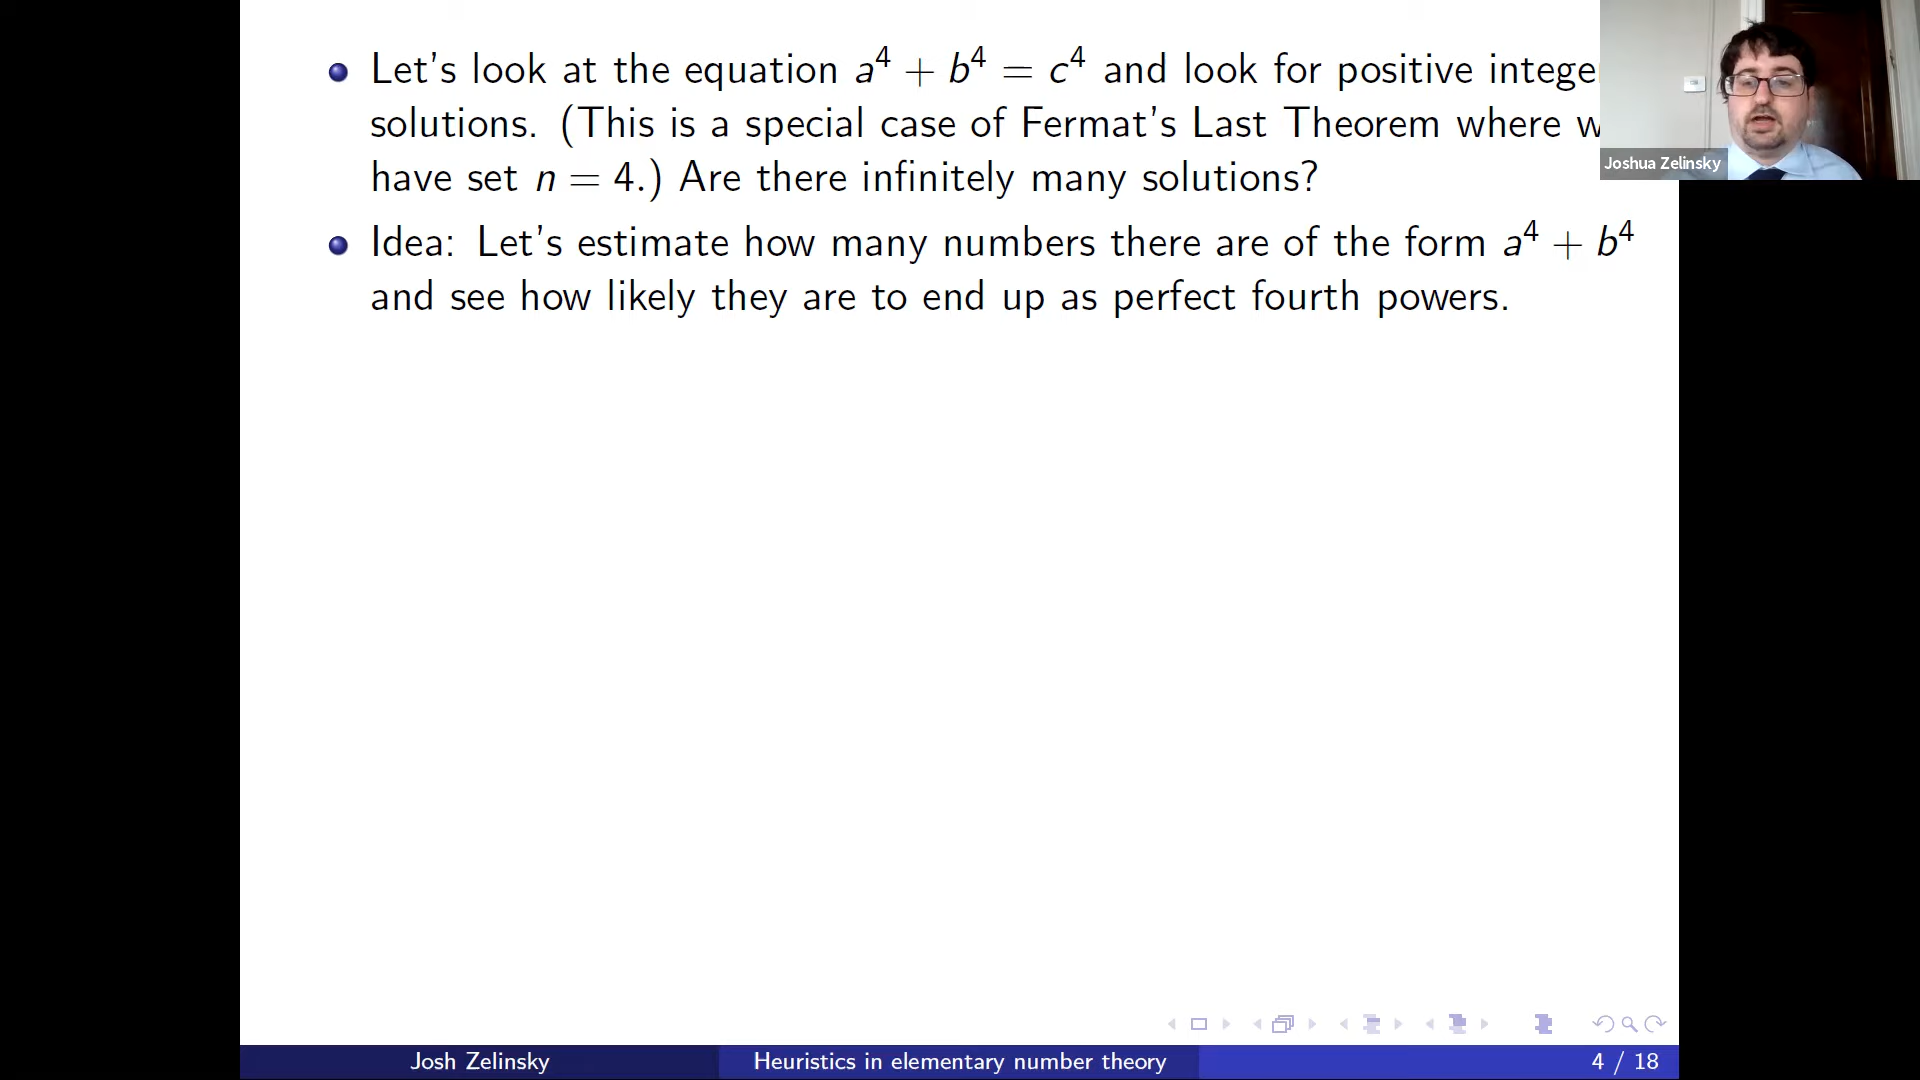 Let's look at the equation a⁴ + b⁴ = c⁴ and look for positive intege
solutions. (This is a special case of Fermat's Last Theorem where w
have set n = 4.) Are there infinitely many solutions?
Idea: Let's estimate how many numbers there are of the form a⁴ + b⁴
and see how likely they are to end up as perfect fourth powers.
Joshua Zelinsky
Josh Zelinsky
Heuristics in elementary number theory
4 / 18